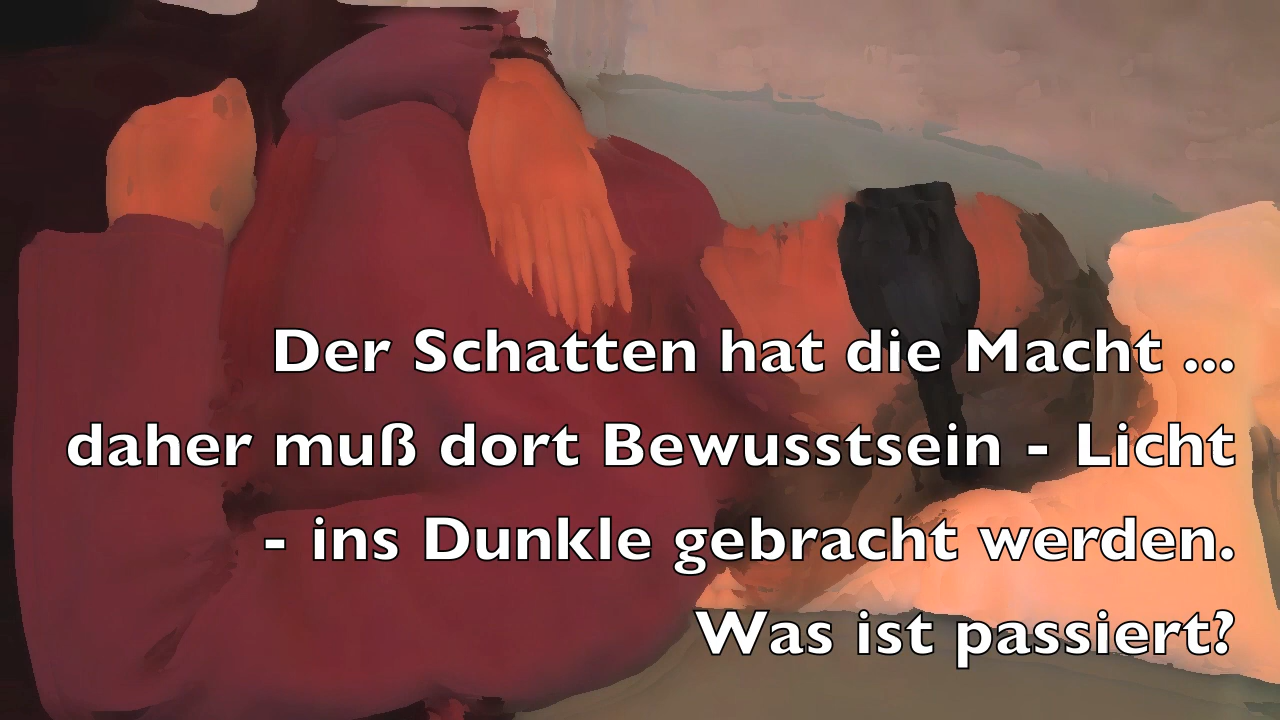 Der Schatten hat die Macht ...
daher muß dort Bewusstsein - Licht
- ins Dunkle gebracht werden.
Was ist passiert?